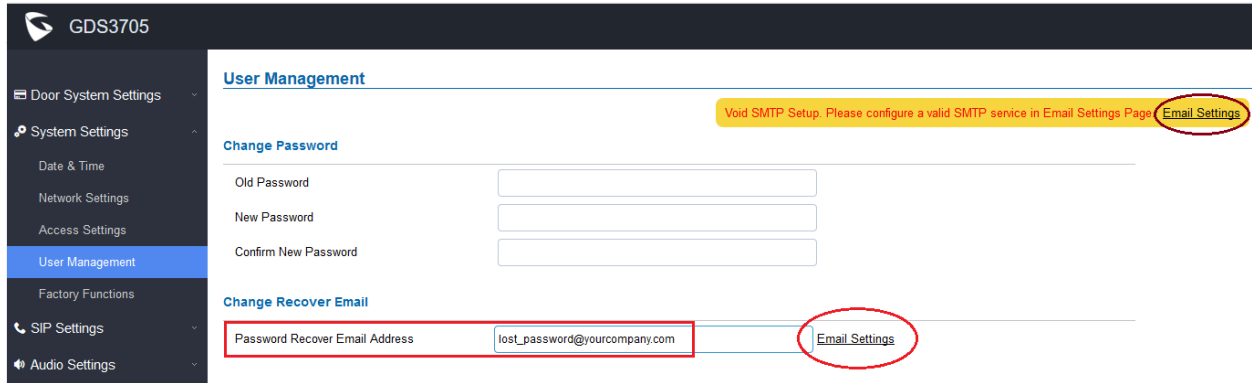 GDS3705
Door System Settings
System Settings
Date & Time
Network Settings
Access Settings
User Management
Factory Functions
SIP Settings
Audio Settings
User Management
Void SMTP Setup. Please configure a valid SMTP service in Email Settings Page. Email Settings
Change Password
Old Password
New Password
Confirm New Password
Change Recover Email
Password Recover Email Address lost_password@yourcompany.com Email Settings